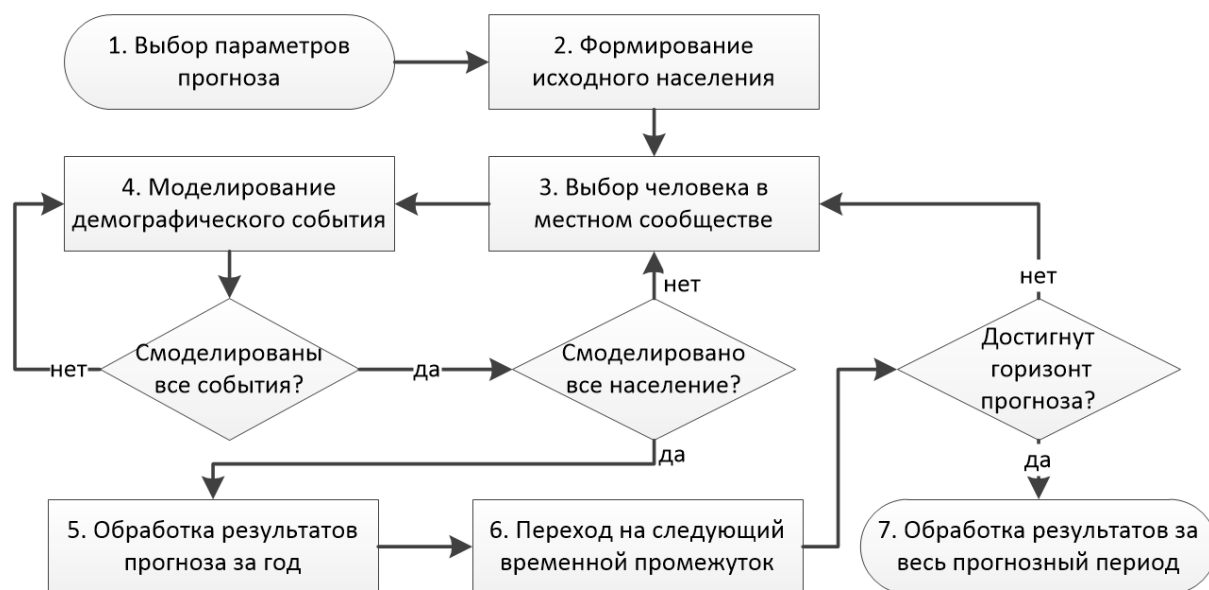 1. Выбор параметров
прогноза
2. Формирование
исходного населения
3. Выбор человека в
местном сообществе
4. Моделирование
демографического события
нет
Смоделированы
все события?
да
нет
Смоделировано
все население?
да
нет
Достигнут
горизонт
прогноза?
да
5. Обработка результатов
прогноза за год
6. Переход на следующий
временной промежуток
7. Обработка результатов за
весь прогнозный период